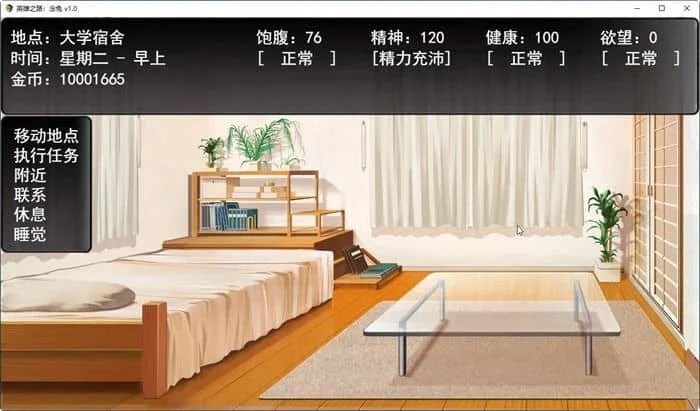 英雄之路：金龟 v1.0
地点：大学宿舍 饱腹：76 精神：120 健康：100 欲望：0
时间：星期二 - 早上 [ 正常 ] [精力充沛] [ 正常 ] [ 正常 ]
金币：10001665
移动地点
执行任务
附近
联系
休息
睡觉